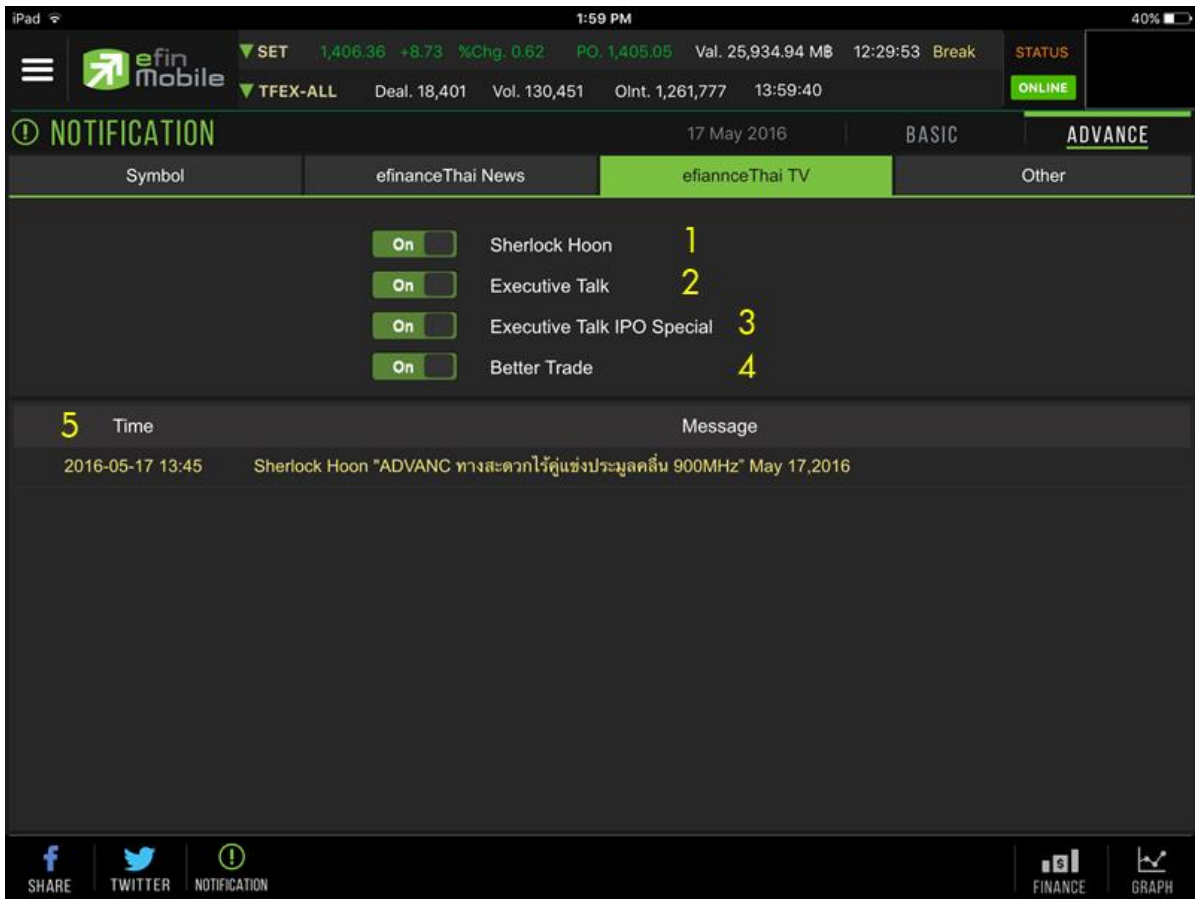 iPad 1:59 PM 40%
efin Mobile
SET 1,406.36 +8.73 %Chg. 0.62 PO. 1,405.05 Val. 25,934.94 M฿ 12:29:53 Break STATUS
TFEX-ALL Deal. 18,401 Vol. 130,451 OInt. 1,261,777 13:59:40 ONLINE
NOTIFICATION 17 May 2016 BASIC ADVANCE
Symbol efinanceThai News efiannceThai TV Other
On Sherlock Hoon 1
On Executive Talk 2
On Executive Talk IPO Special 3
On Better Trade 4
5 Time Message
2016-05-17 13:45 Sherlock Hoon "ADVANC ทางสะดวกไร้คู่แข่งประมูลคลื่น 900MHz" May 17,2016
SHARE TWITTER NOTIFICATION FINANCE GRAPH